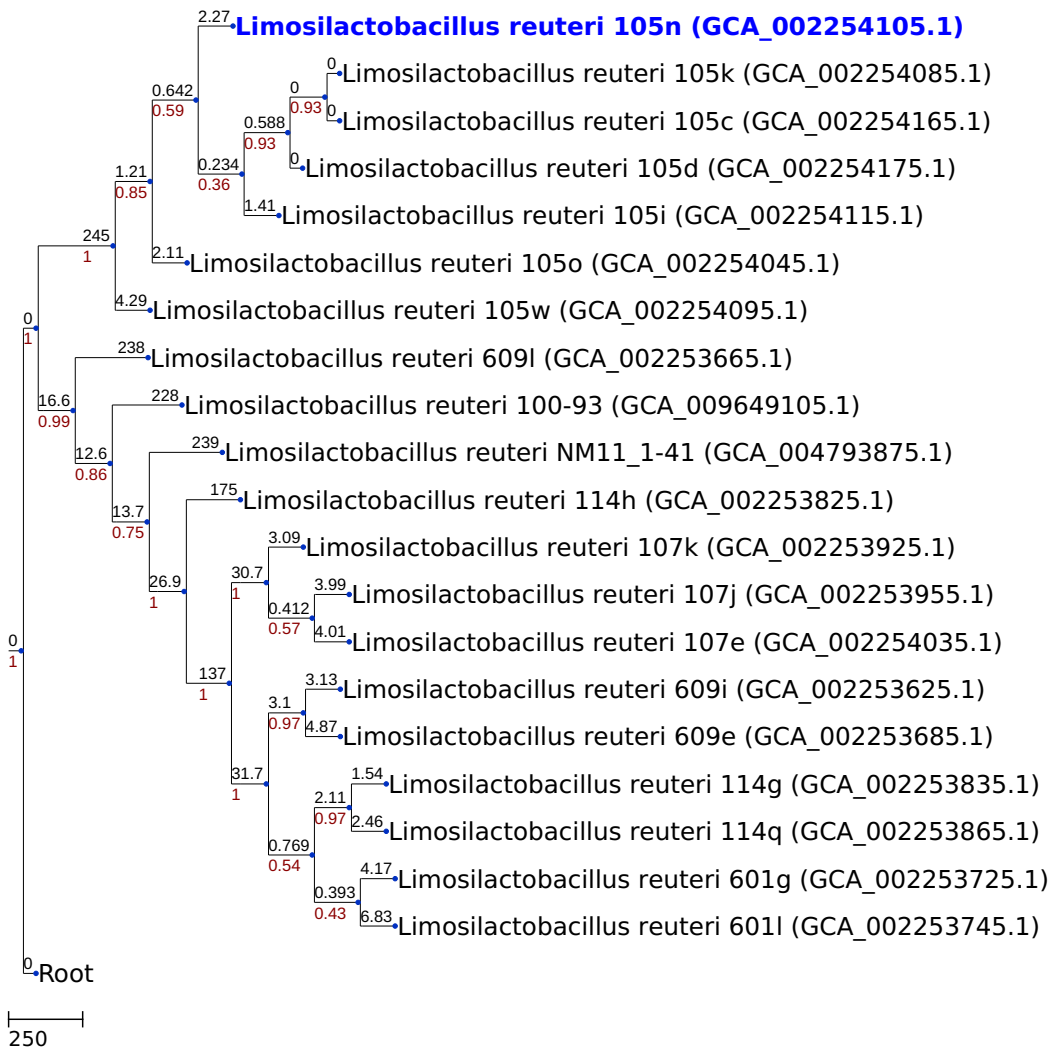 2.27
Limosilactobacillus reuteri 105n (GCA_002254105.1)
0
Limosilactobacillus reuteri 105k (GCA_002254085.1)
0.642
0
0.59
0.93
0
Limosilactobacillus reuteri 105c (GCA_002254165.1)
0.588
0.93
0.234
0
Limosilactobacillus reuteri 105d (GCA_002254175.1)
1.21
0.36
0.85
1.41
Limosilactobacillus reuteri 105i (GCA_002254115.1)
245
1
2.11
Limosilactobacillus reuteri 105o (GCA_002254045.1)
4.29
Limosilactobacillus reuteri 105w (GCA_002254095.1)
0
1
238
Limosilactobacillus reuteri 609l (GCA_002253665.1)
16.6
0.99
228
Limosilactobacillus reuteri 100-93 (GCA_009649105.1)
12.6
0.86
239
Limosilactobacillus reuteri NM11_1-41 (GCA_004793875.1)
13.7
0.75
175
Limosilactobacillus reuteri 114h (GCA_002253825.1)
3.09
Limosilactobacillus reuteri 107k (GCA_002253925.1)
26.9
1
30.7
1
3.99
Limosilactobacillus reuteri 107j (GCA_002253955.1)
0.412
0.57
4.01
Limosilactobacillus reuteri 107e (GCA_002254035.1)
0
1
137
1
3.13
Limosilactobacillus reuteri 609i (GCA_002253625.1)
3.1
0.97
4.87
Limosilactobacillus reuteri 609e (GCA_002253685.1)
31.7
1
1.54
Limosilactobacillus reuteri 114g (GCA_002253835.1)
2.11
0.97
2.46
Limosilactobacillus reuteri 114q (GCA_002253865.1)
0.769
0.54
4.17
Limosilactobacillus reuteri 601g (GCA_002253725.1)
0.393
0.43
6.83
Limosilactobacillus reuteri 601l (GCA_002253745.1)
0
Root
250